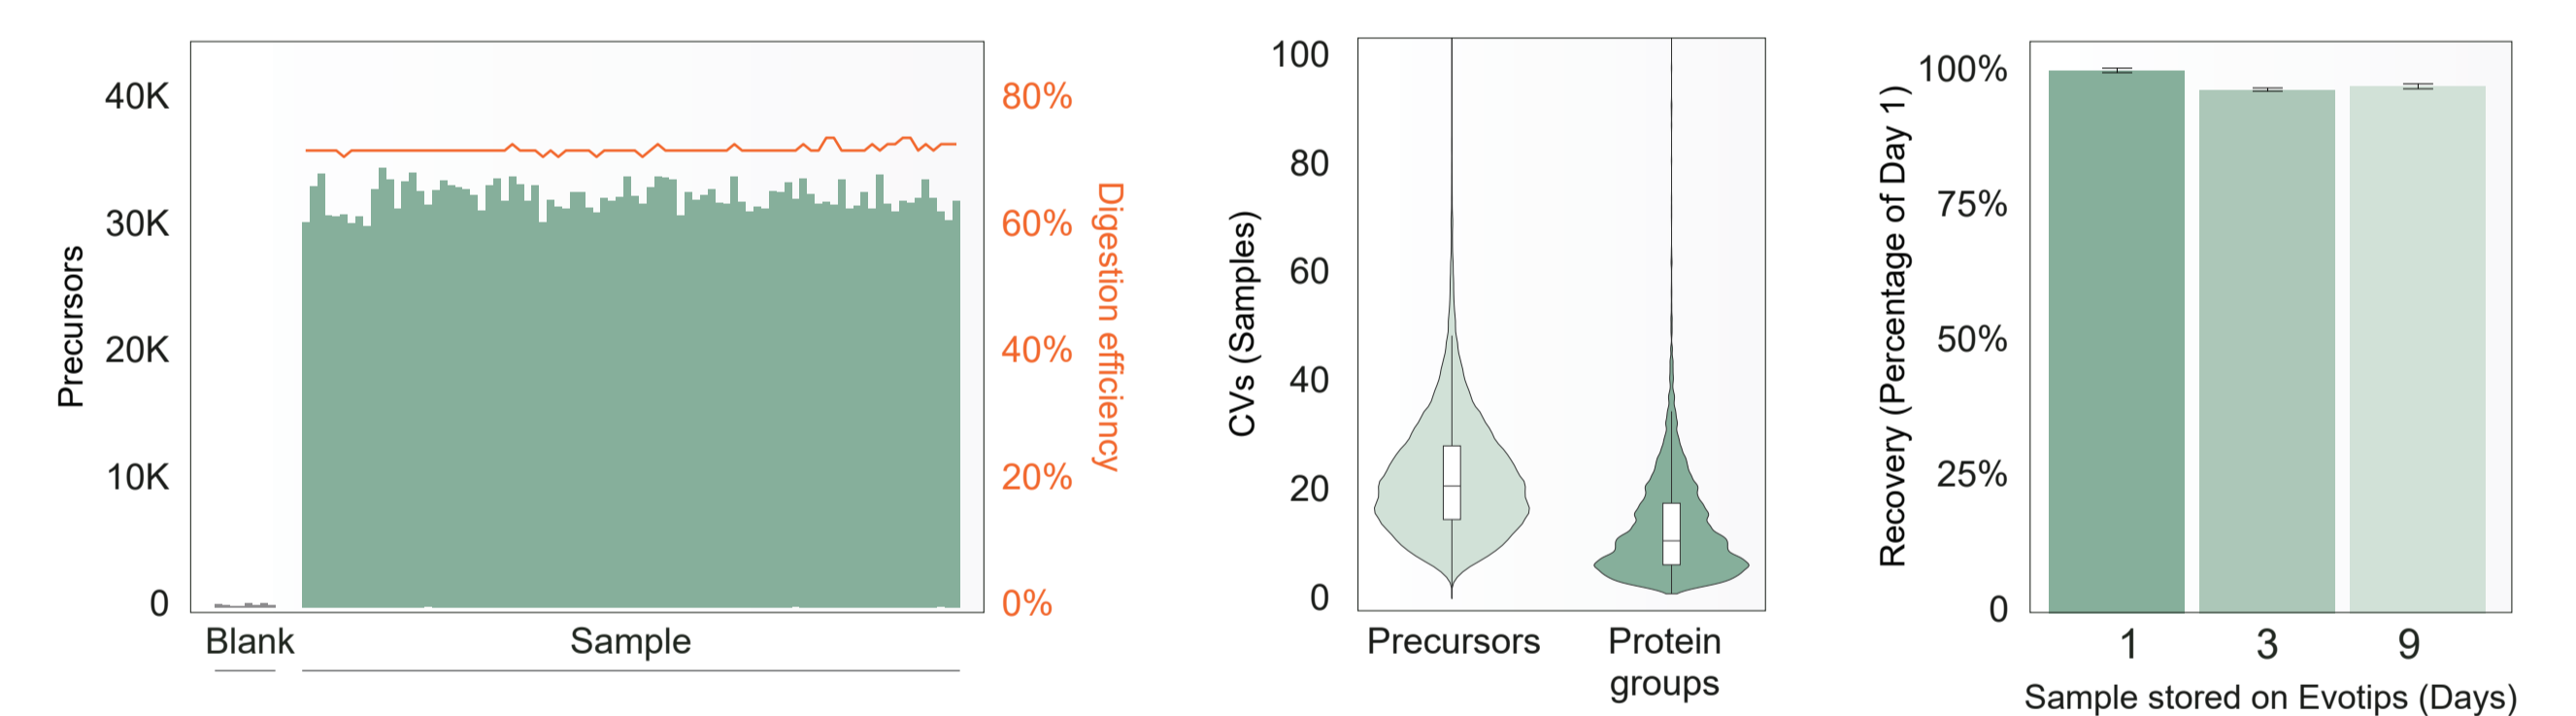 Precursors
40K
30K
20K
10K
0
80%
60%
40%
20%
0%
Digestion efficiency
Blank
Sample
CVs (Samples)
100
80
60
40
20
0
Precursors
Protein
groups
Recovery (Percentage of Day 1)
100%
75%
50%
25%
0
1
3
9
Sample stored on Evotips (Days)